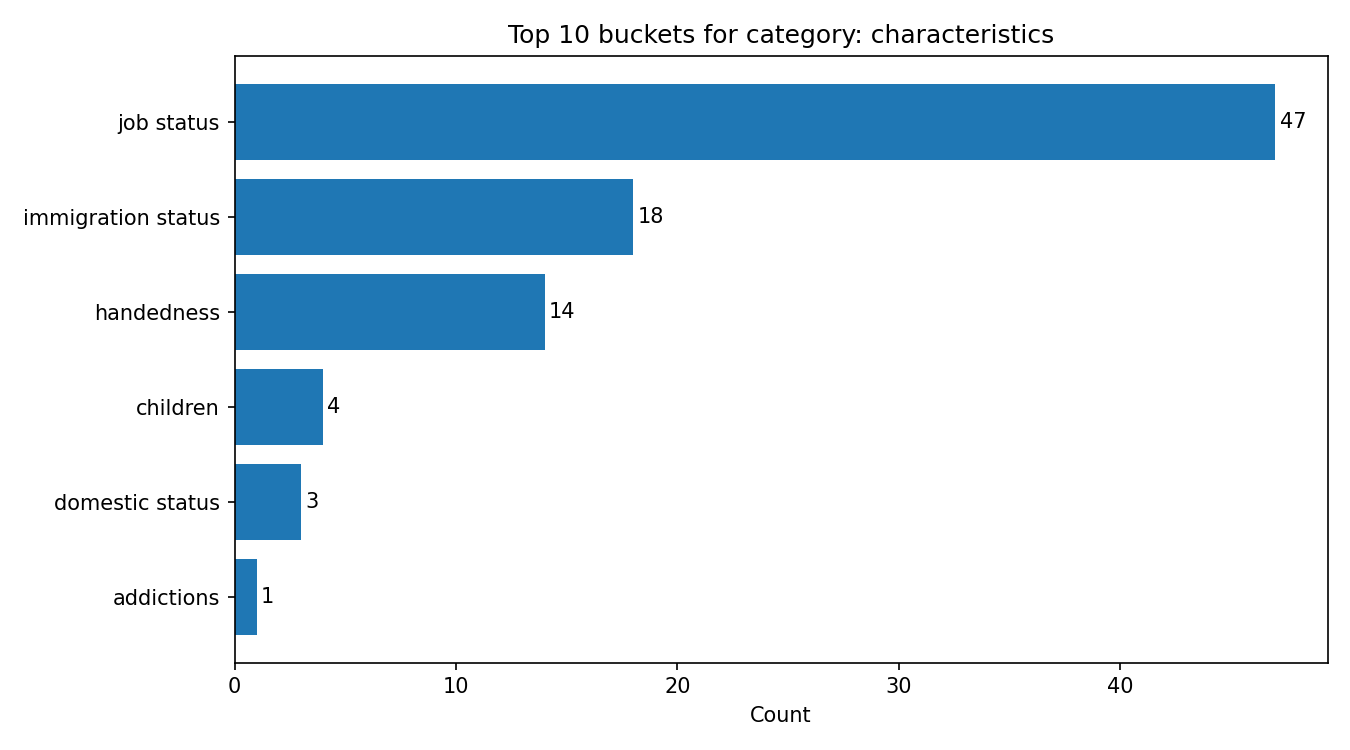 Top 10 buckets for category: characteristics
job status
47
immigration status
18
handedness
14
children
4
domestic status
3
addictions
1
0
10
20
30
40
Count